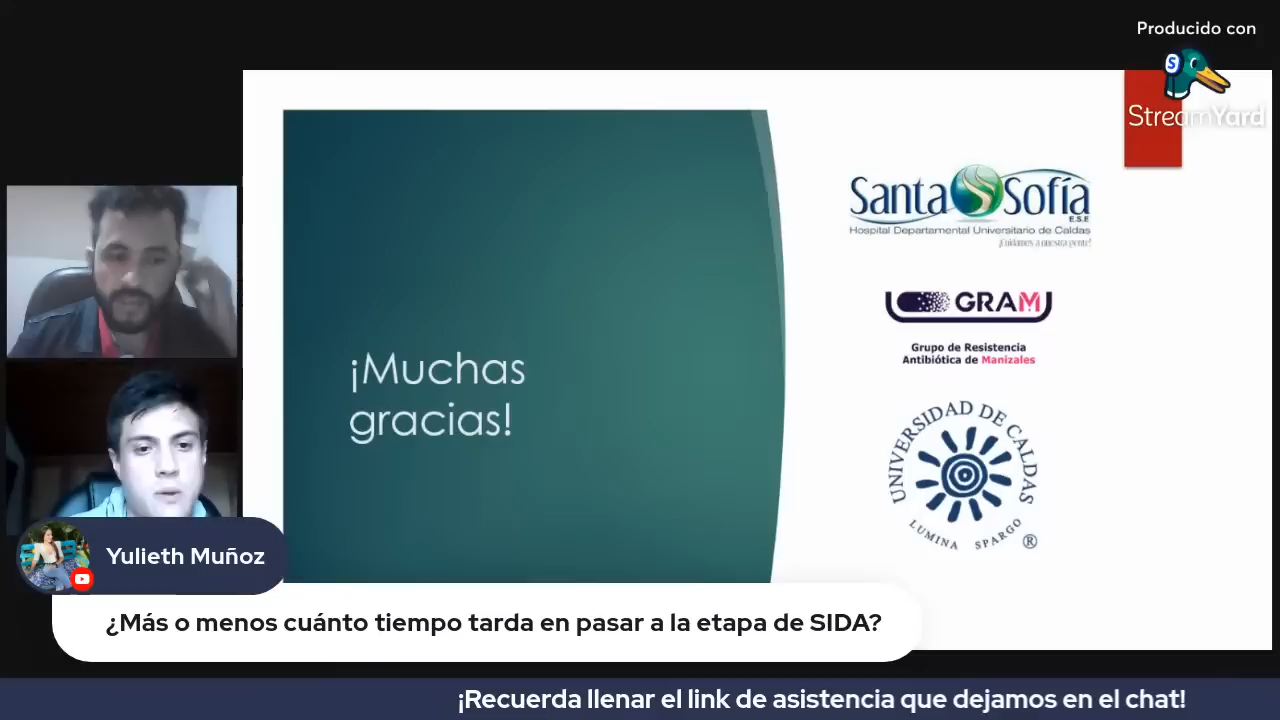 Producido con
StreamYard
Santa Sofía
E.S.E
Hospital Departamental Universitario de Caldas
¡Cuidamos a nuestra gente!
GRAM
Grupo de Resistencia
Antibiótica de Manizales
¡Muchas
gracias!
UNIVERSIDAD DE CALDAS
LUMINA SPARGO
®
Yulieth Muñoz
¿Más o menos cuánto tiempo tarda en pasar a la etapa de SIDA?
¡Recuerda llenar el link de asistencia que dejamos en el chat!